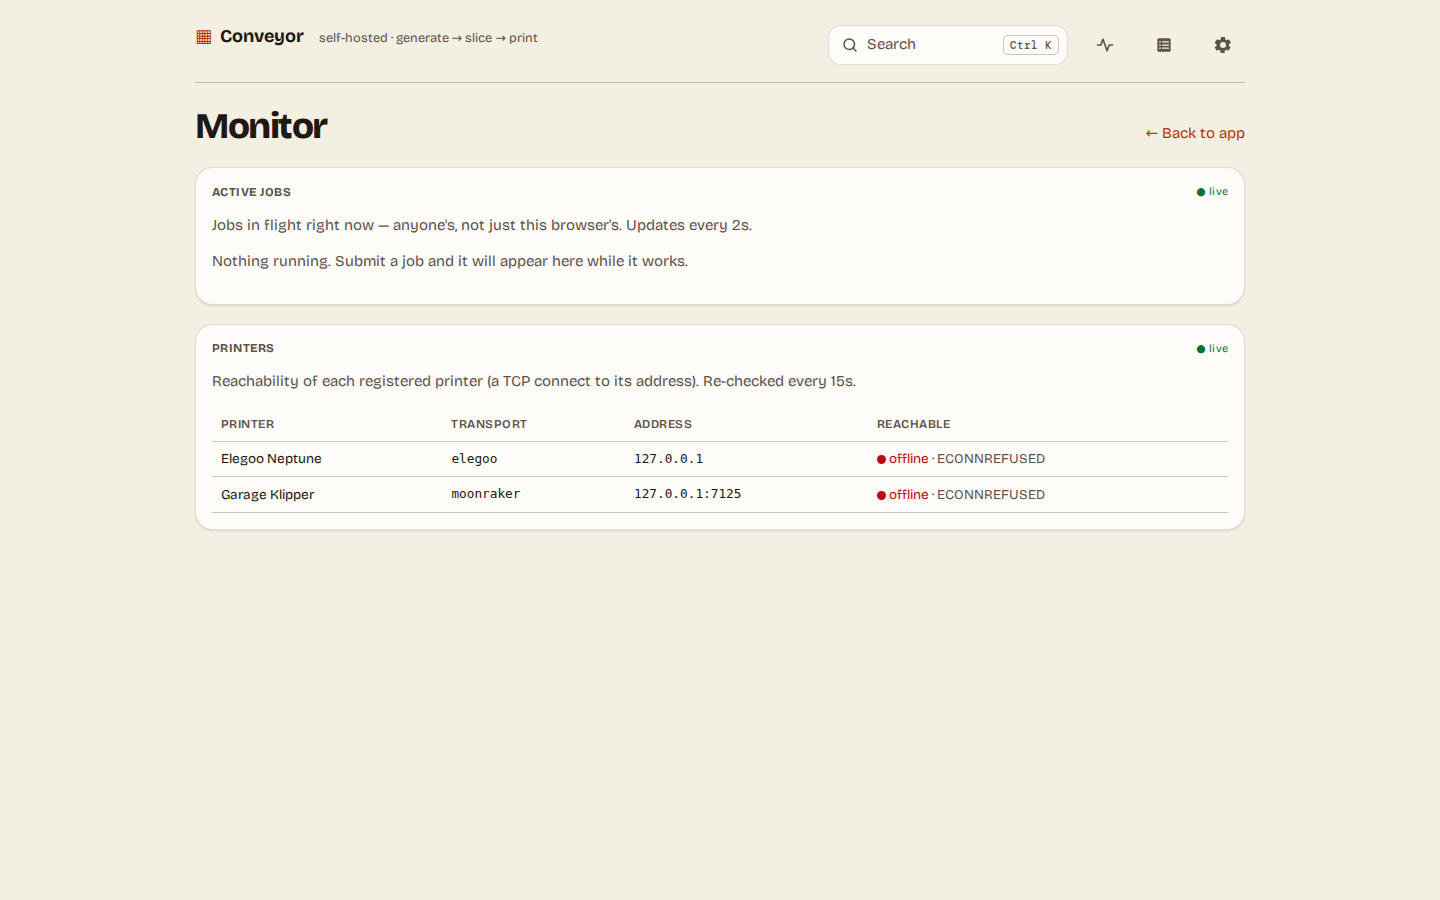 Conveyor self-hosted · generate → slice → print
Search Ctrl K
Monitor
← Back to app
ACTIVE JOBS
live
Jobs in flight right now — anyone's, not just this browser's. Updates every 2s.
Nothing running. Submit a job and it will appear here while it works.
PRINTERS
live
Reachability of each registered printer (a TCP connect to its address). Re-checked every 15s.
PRINTER TRANSPORT ADDRESS REACHABLE
Elegoo Neptune elegoo 127.0.0.1 offline · ECONNREFUSED
Garage Klipper moonraker 127.0.0.1:7125 offline · ECONNREFUSED